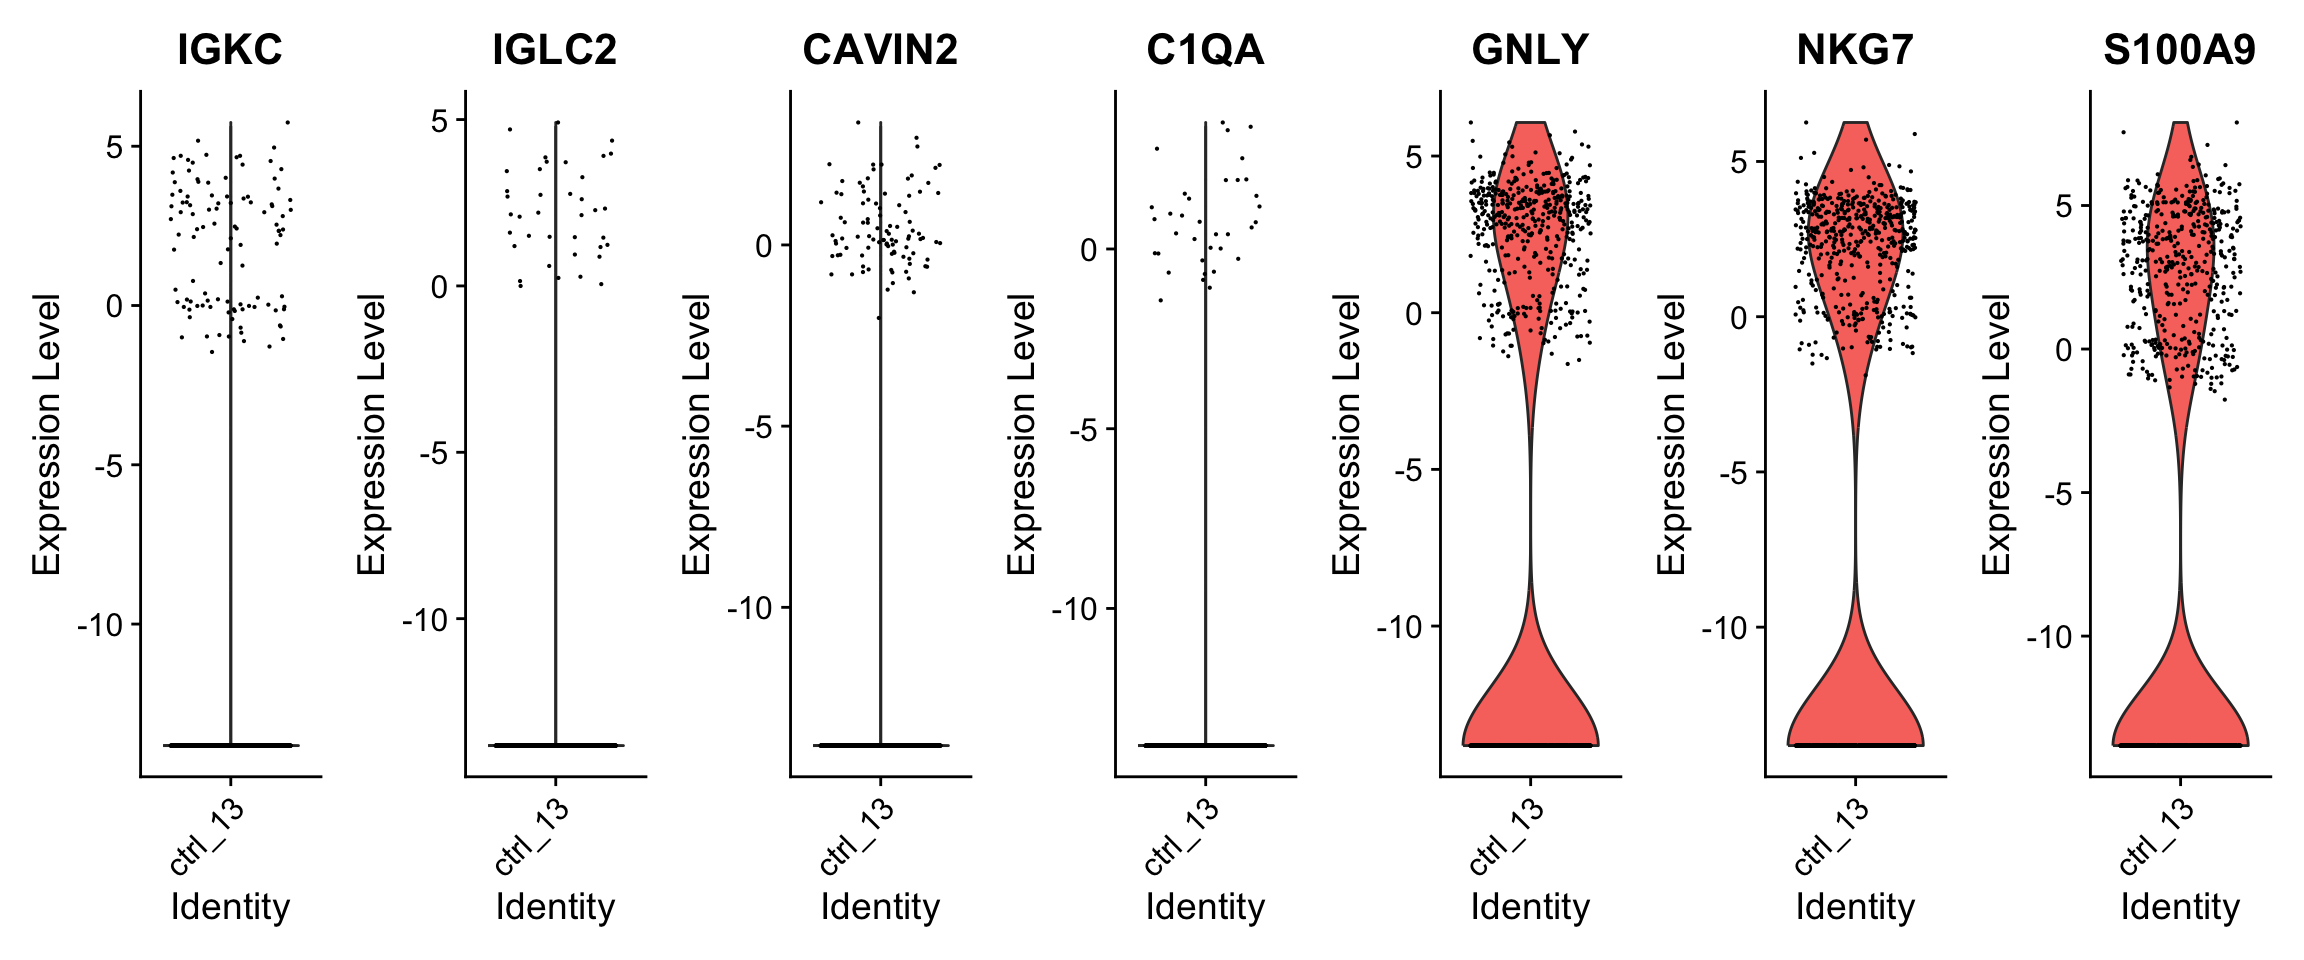 IGKC
Expression Level
5
0
-5
-10
ctrl_13
Identity
IGLC2
Expression Level
5
0
-5
-10
ctrl_13
Identity
CAVIN2
Expression Level
0
-5
-10
ctrl_13
Identity
C1QA
Expression Level
0
-5
-10
ctrl_13
Identity
GNLY
Expression Level
5
0
-5
-10
ctrl_13
Identity
NKG7
Expression Level
5
0
-5
-10
ctrl_13
Identity
S100A9
Expression Level
5
0
-5
-10
ctrl_13
Identity